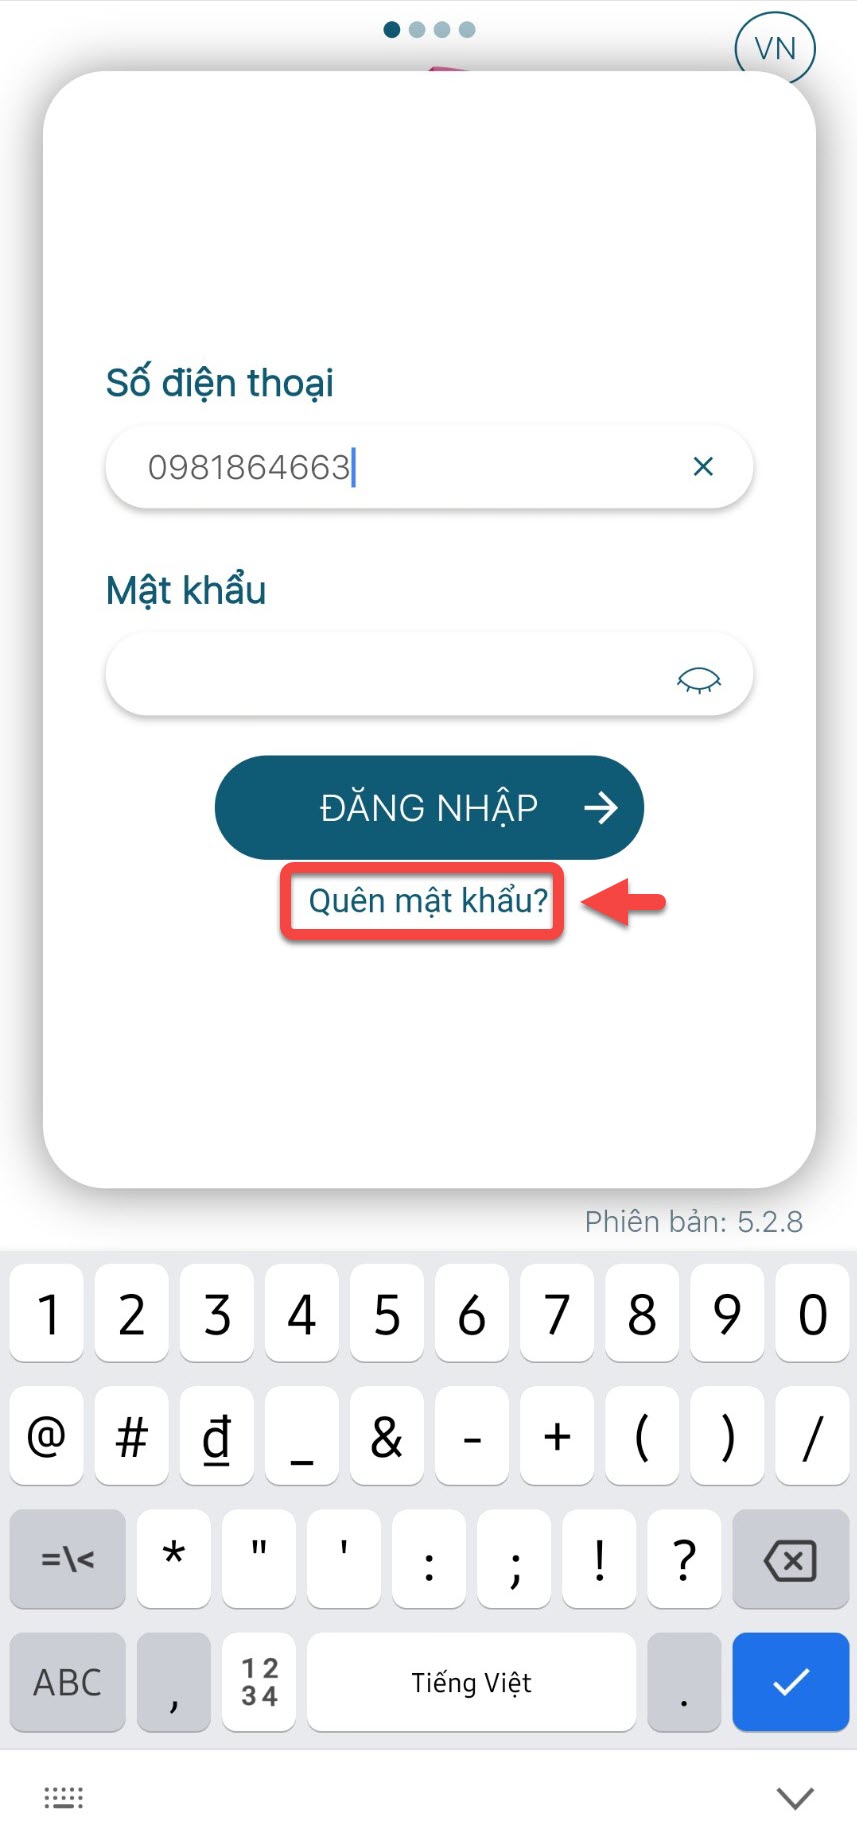 VN
Số điện thoại
0981864663
Mật khẩu
ĐĂNG NHẬP
Quên mật khẩu?
Phiên bản: 5.2.8
1 2 3 4 5 6 7 8 9 0
@ # ₫ _ & - + ( ) /
=\< * " ' : ; ! ?
ABC , 12 34 Tiếng Việt .